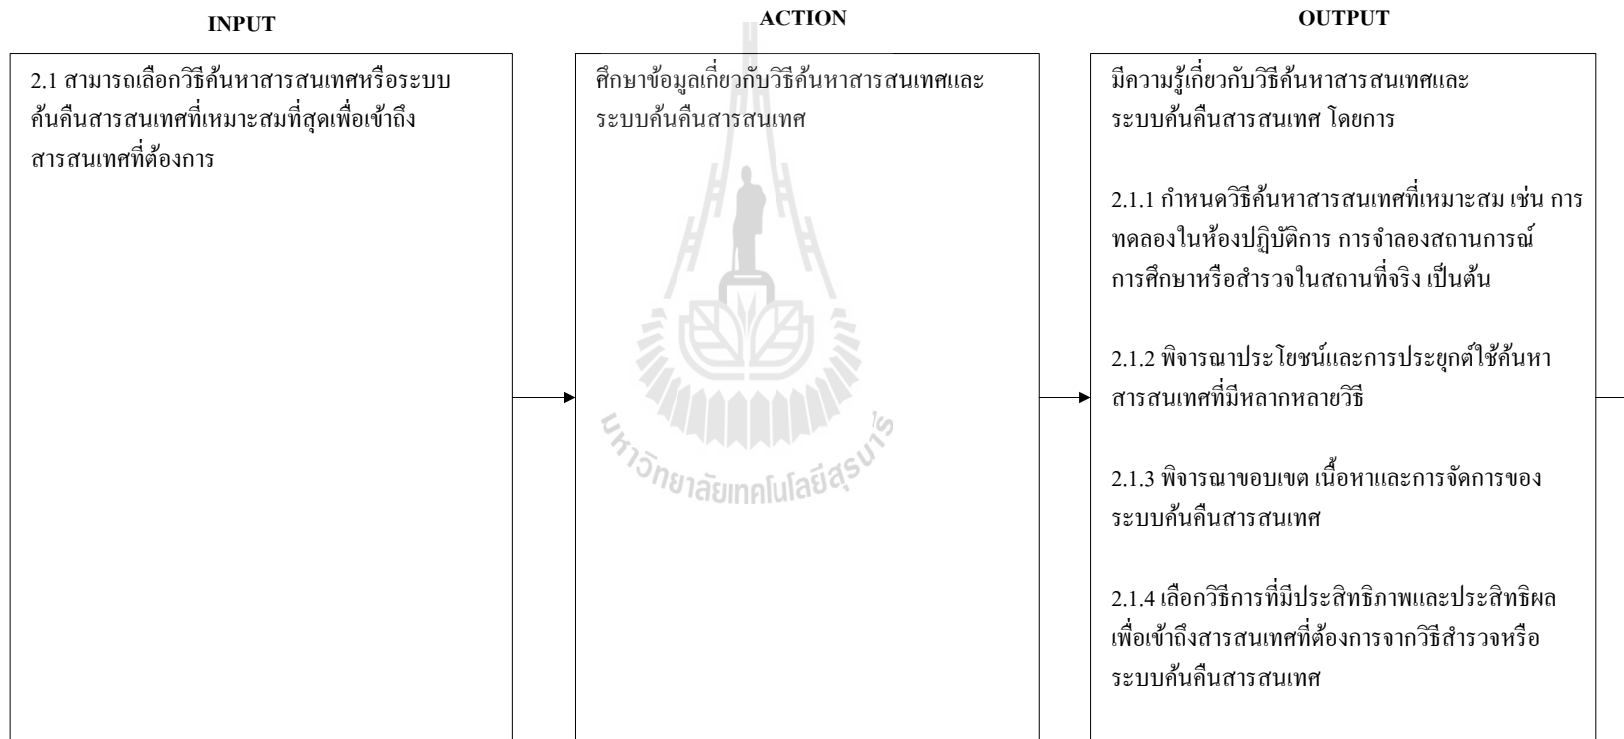 INPUT
2.1 สามารถเลือกวิธีค้นหาสารสนเทศหรือระบบ
ค้นคืนสารสนเทศที่เหมาะสมที่สุดเพื่อเข้าถึง
สารสนเทศที่ต้องการ
ACTION
ศึกษาข้อมูลเกี่ยวกับวิธีค้นหาสารสนเทศและ
ระบบค้นคืนสารสนเทศ
มหาวิทยาลัยเทคโนโลยีสุรนารี
OUTPUT
มีความรู้เกี่ยวกับวิธีค้นหาสารสนเทศและ
ระบบค้นคืนสารสนเทศ โดยการ
2.1.1 กำหนดวิธีค้นหาสารสนเทศที่เหมาะสม เช่น การ
ทดลองในห้องปฏิบัติการ การจำลองสถานการณ์
การศึกษาหรือสำรวจในสถานที่จริง เป็นต้น
2.1.2 พิจารณาประโยชน์และการประยุกต์ใช้ค้นหา
สารสนเทศที่มีหลากหลายวิธี
2.1.3 พิจารณาขอบเขต เนื้อหาและการจัดการของ
ระบบค้นคืนสารสนเทศ
2.1.4 เลือกวิธีการที่มีประสิทธิภาพและประสิทธิผล
เพื่อเข้าถึงสารสนเทศที่ต้องการจากวิธีสำรวจหรือ
ระบบค้นคืนสารสนเทศ